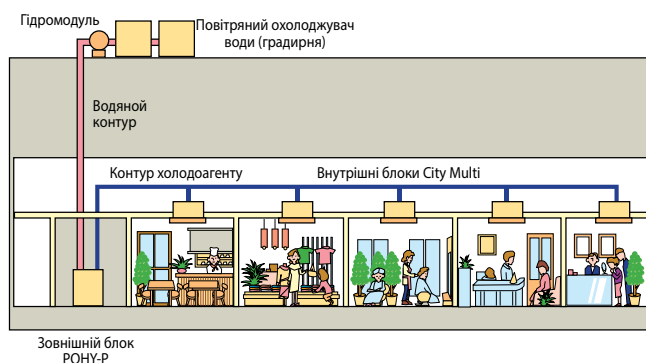 Гідромодуль
Повітряний охолоджувач
води (градирня)
Водяной
контур
Контур холодоагенту
Внутрішні блоки City Multi
Зовнішній блок
PQHY-P